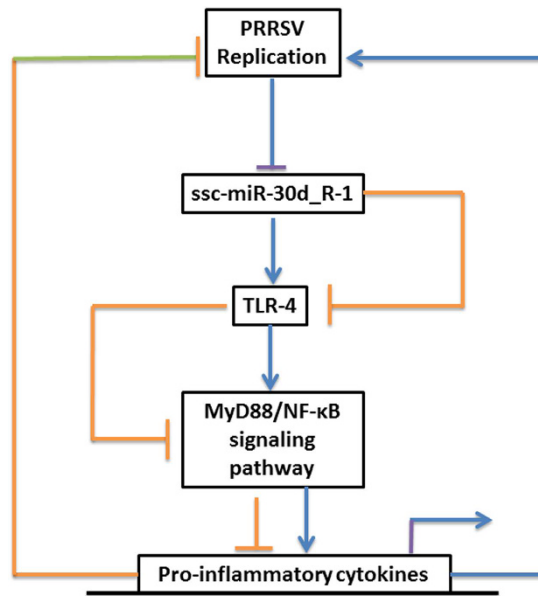 PRRSV
Replication
ssc-miR-30d_R-1
TLR-4
MyD88/NF-κB
signaling
pathway
Pro-inflammatory cytokines